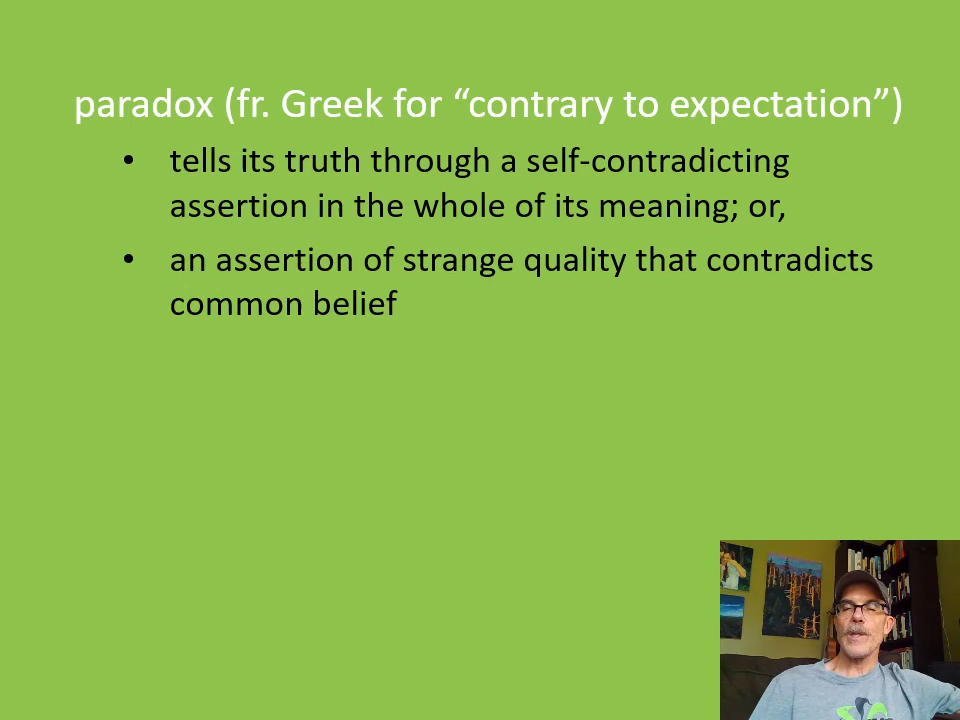 paradox (fr. Greek for “contrary to expectation”)
• tells its truth through a self-contradicting
assertion in the whole of its meaning; or,
• an assertion of strange quality that contradicts
common belief